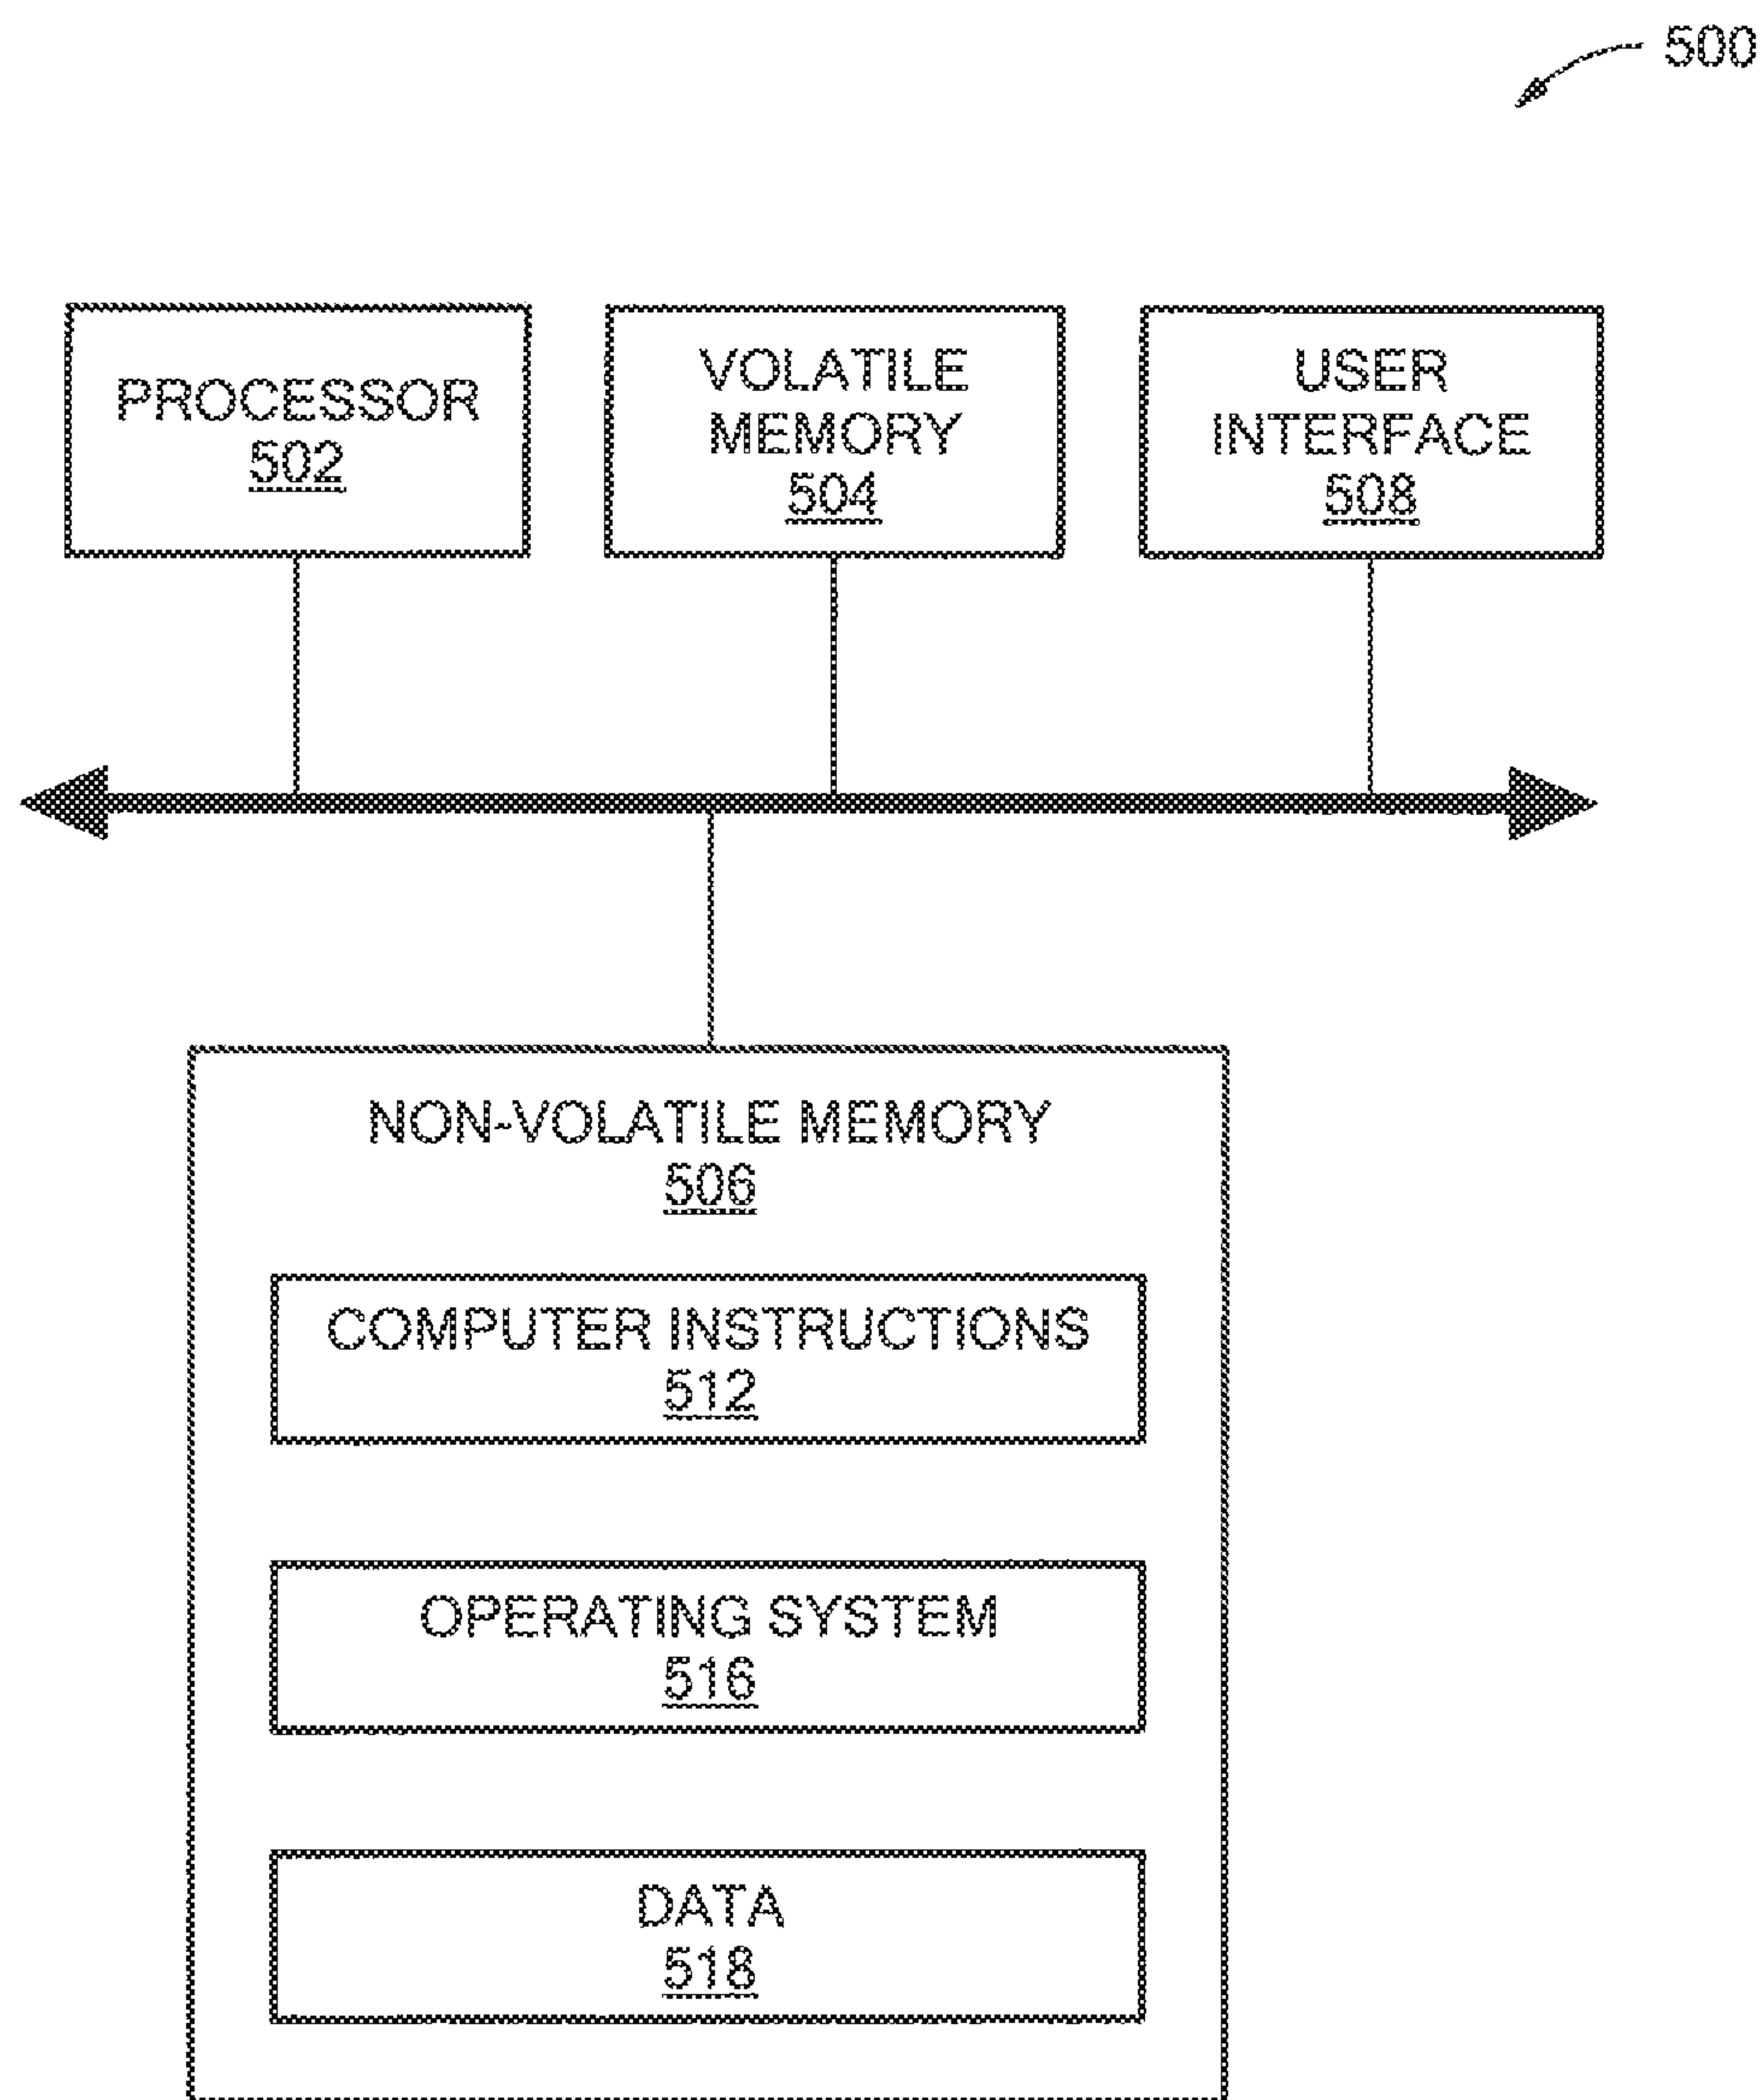 500
PROCESSOR
502
VOLATILE
MEMORY
504
USER
INTERFACE
508
NON-VOLATILE MEMORY
506
COMPUTER INSTRUCTIONS
512
OPERATING SYSTEM
516
DATA
518